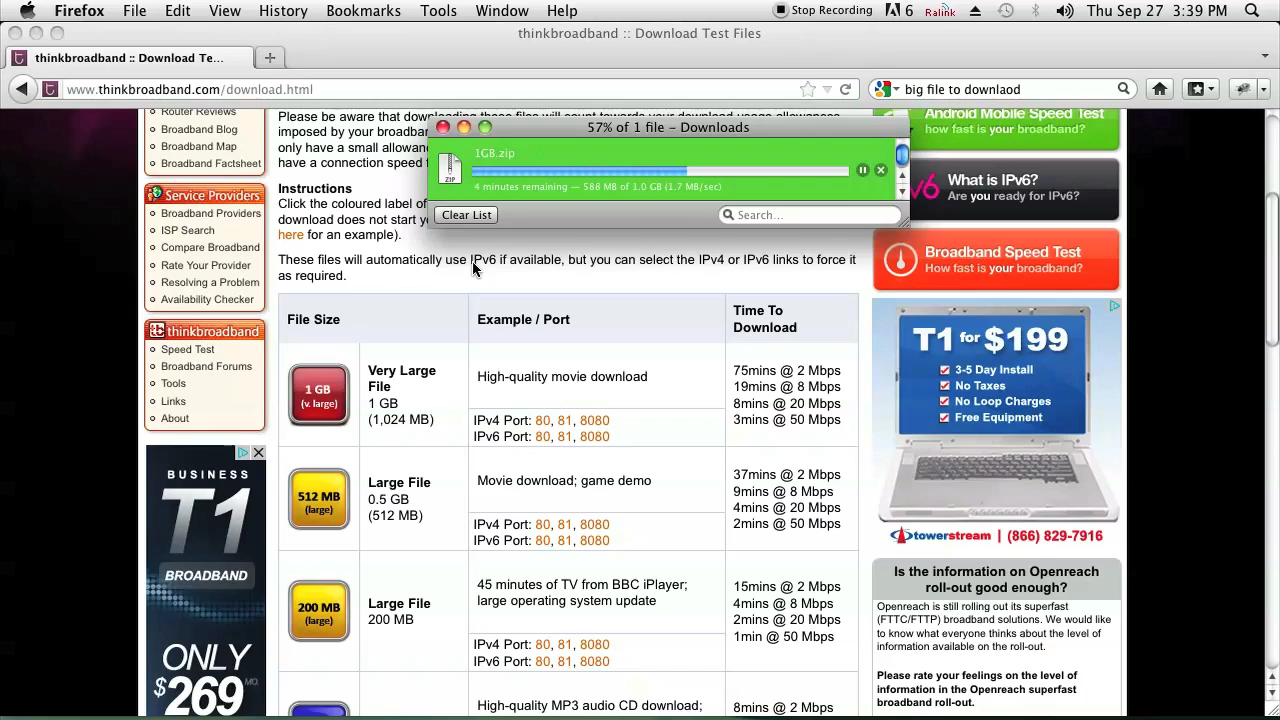 Firefox File Edit View History Bookmarks Tools Window Help Stop Recording 6 Ralink Thu Sep 27 3:39 PM
thinkbroadband :: Download Test Files
thinkbroadband :: Download Te...
www.thinkbroadband.com/download.html
big file to downlaod
Router Reviews
Broadband Blog
Broadband Map
Broadband Factsheet
Service Providers
Broadband Providers
ISP Search
Compare Broadband
Rate Your Provider
Resolving a Problem
Availability Checker
thinkbroadband
Speed Test
Broadband Forums
Tools
Links
About
BUSINESS
T1
BROADBAND
ONLY
$269 MO.
Please be aware that downloading these files will count towards your download usage allowances
imposed by your broadban
only have a small allowan
have a connection speed f
Instructions
Click the coloured label of
download does not start y
here for an example).
These files will automatically use IPv6 if available, but you can select the IPv4 or IPv6 links to force it
as required.
57% of 1 file – Downloads
1GB.zip
ZIP
4 minutes remaining — 588 MB of 1.0 GB (1.7 MB/sec)
Clear List
Search...
File Size
Example / Port
Time To
Download
1 GB
(v. large)
Very Large
File
1 GB
(1,024 MB)
High-quality movie download
IPv4 Port: 80, 81, 8080
IPv6 Port: 80, 81, 8080
75mins @ 2 Mbps
19mins @ 8 Mbps
8mins @ 20 Mbps
3mins @ 50 Mbps
512 MB
(large)
Large File
0.5 GB
(512 MB)
Movie download; game demo
IPv4 Port: 80, 81, 8080
IPv6 Port: 80, 81, 8080
37mins @ 2 Mbps
9mins @ 8 Mbps
4mins @ 20 Mbps
2mins @ 50 Mbps
200 MB
(large)
Large File
200 MB
45 minutes of TV from BBC iPlayer;
large operating system update
IPv4 Port: 80, 81, 8080
IPv6 Port: 80, 81, 8080
15mins @ 2 Mbps
4mins @ 8 Mbps
2mins @ 20 Mbps
1min @ 50 Mbps
High-quality MP3 audio CD download;
8mins @ 2 Mbps
Android Mobile Speed Test
how fast is your broadband?
v6
What is IPv6?
Are you ready for IPv6?
Broadband Speed Test
how fast is your broadband?
T1 for $199
3-5 Day Install
No Taxes
No Loop Charges
Free Equipment
towerstream | (866) 829-7916
Is the information on Openreach
roll-out good enough?
Openreach is still rolling out its superfast
(FTTC/FTTP) broadband solutions. We would
like to know what everyone thinks about the level of
information available on the roll-out.
Please rate your feelings on the level of
information in the Openreach superfast
broadband roll-out.